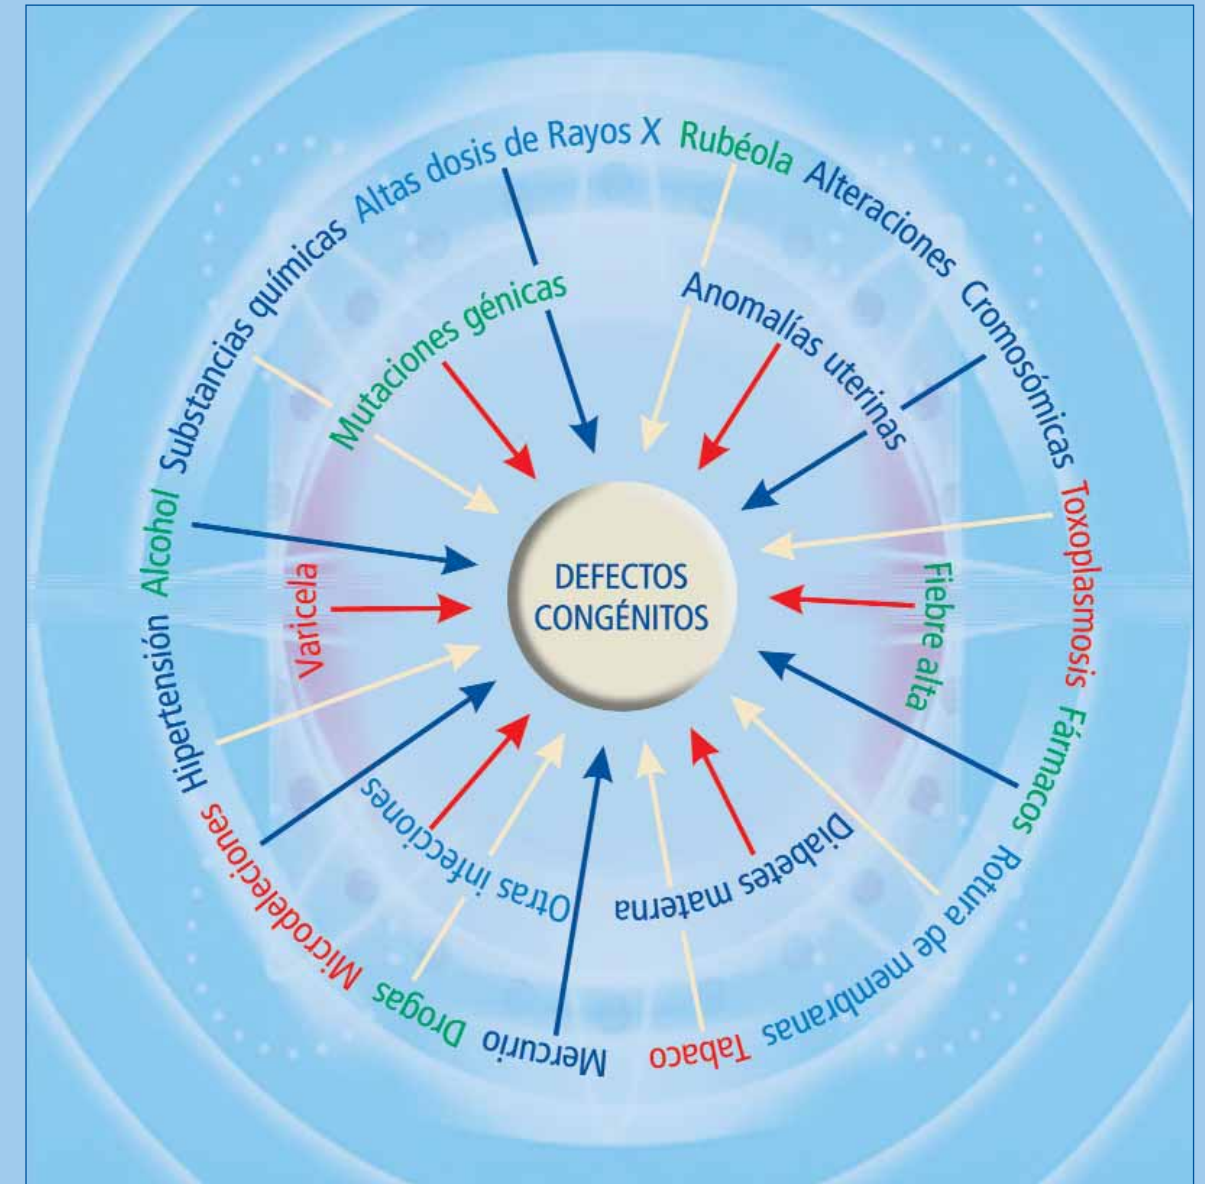 Altas dosis de Rayos X
Rubéola
Alteraciones Cromosómicas
Toxoplasmosis
Fármacos
Rotura de membranas
Tabaco
Mercurio
Drogas
Microdeleciones
Hipertensión
Alcohol
Substancias químicas
Mutaciones génicas
Anomalías uterinas
Fiebre alta
Diabetes materna
Otras infecciones
Varicela
DEFECTOS
CONGÉNITOS